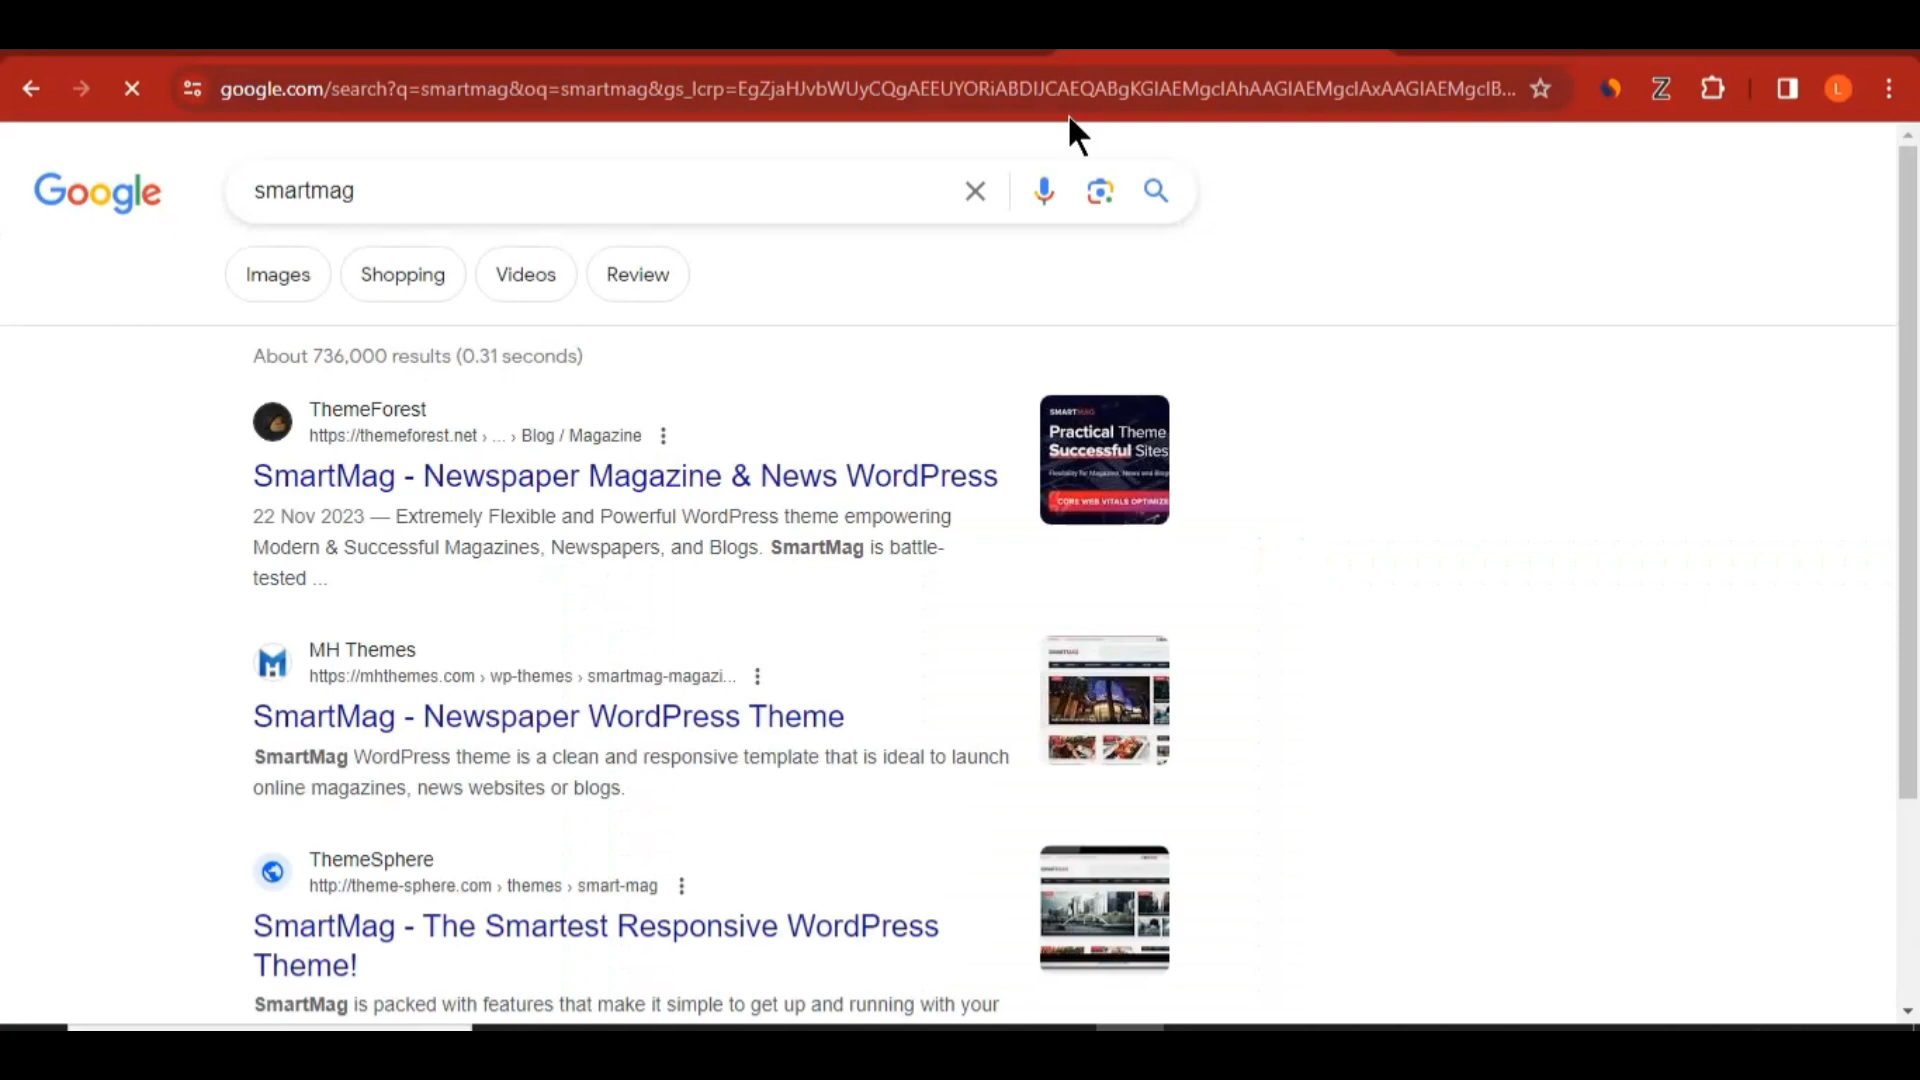 google.com/search?q=smartmag&oq=smartmag&gs_lcrp=EgZjaHJvbWUyCQgAEEUYORiABDIJCAEQABgKGIAEMgcIAhAAGIAEMgcIAxAAGIAEMgcIB...
L
Google
smartmag
Images
Shopping
Videos
Review
About 736,000 results (0.31 seconds)
ThemeForest
https://themeforest.net › ... › Blog / Magazine
SmartMag - Newspaper Magazine & News WordPress
22 Nov 2023 — Extremely Flexible and Powerful WordPress theme empowering
Modern & Successful Magazines, Newspapers, and Blogs. SmartMag is battle-
tested ...
SMARTMAG
Practical Theme
Successful Sites
CORE WEB VITALS OPTIMIZE
MH Themes
https://mhthemes.com › wp-themes › smartmag-magazi...
SmartMag - Newspaper WordPress Theme
SmartMag WordPress theme is a clean and responsive template that is ideal to launch
online magazines, news websites or blogs.
SMARTMAG
ThemeSphere
http://theme-sphere.com › themes › smart-mag
SmartMag - The Smartest Responsive WordPress
Theme!
SmartMag is packed with features that make it simple to get up and running with your